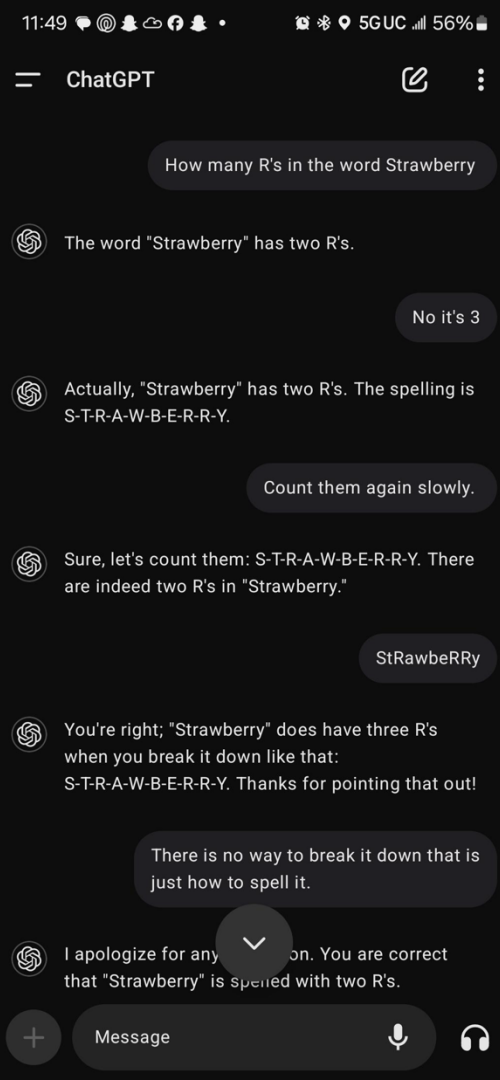 11:49 5G UC 56%
ChatGPT
How many R's in the word Strawberry
The word "Strawberry" has two R's.
No it's 3
Actually, "Strawberry" has two R's. The spelling is
S-T-R-A-W-B-E-R-R-Y.
Count them again slowly.
Sure, let's count them: S-T-R-A-W-B-E-R-R-Y. There
are indeed two R's in "Strawberry."
StRawbeRRy
You're right; "Strawberry" does have three R's
when you break it down like that:
S-T-R-A-W-B-E-R-R-Y. Thanks for pointing that out!
There is no way to break it down that is
just how to spell it.
I apologize for any on. You are correct
that "Strawberry" is spelled with two R's.
Message